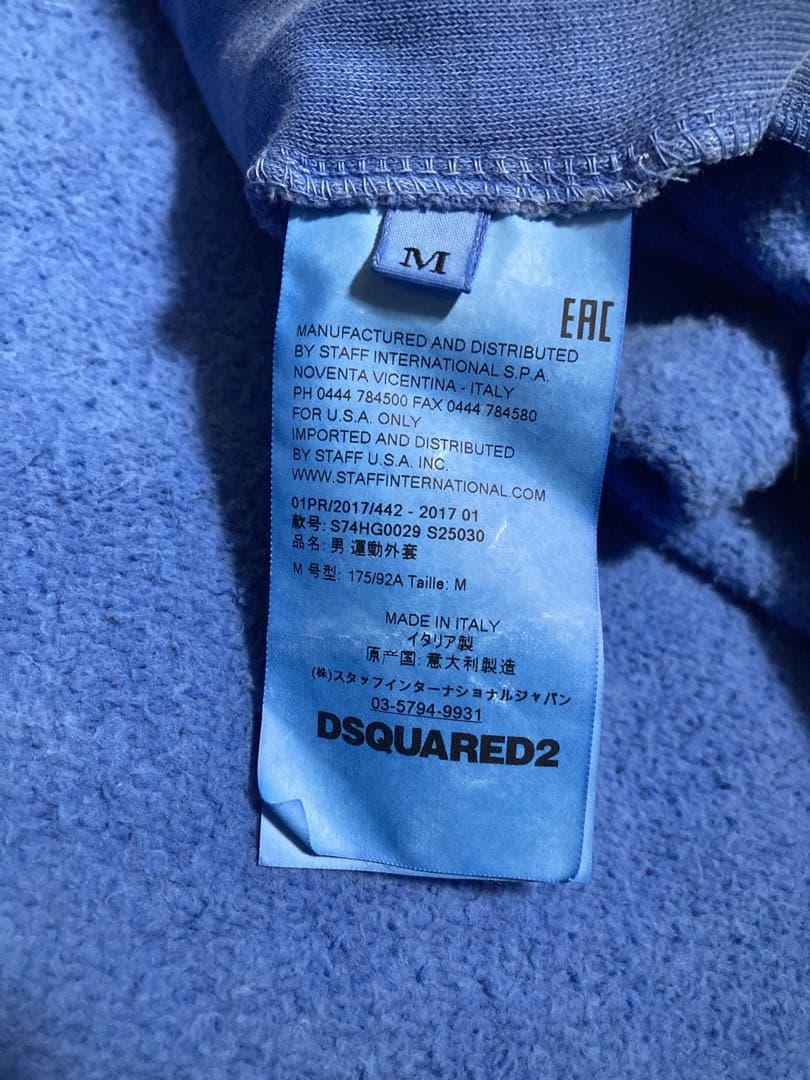 M
EAC
MANUFACTURED AND DISTRIBUTED
BY STAFF INTERNATIONAL S.P.A.
NOVENTA VICENTINA - ITALY
PH 0444 784500 FAX 0444 784580
FOR U.S.A. ONLY
IMPORTED AND DISTRIBUTED
BY STAFF U.S.A. INC.
WWW.STAFFINTERNATIONAL.COM
01PR/2017/442 - 2017 01
款号: S74HG0029 S25030
品名: 男 運動外套
M 号型: 175/92A Taille: M
MADE IN ITALY
イタリア製
原产国: 意大利製造
(株)スタッフインターナショナルジャパン
03-5794-9931
DSQUARED2